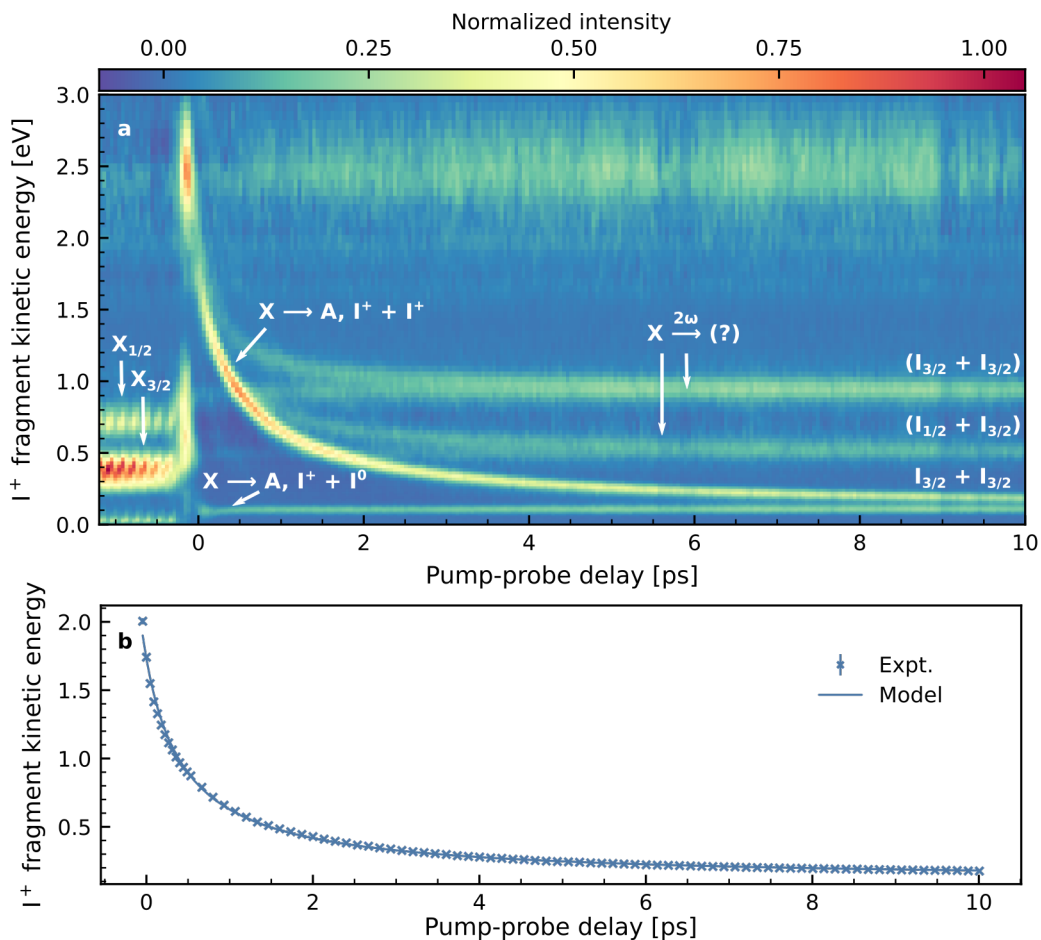 Normalized intensity
0.00 0.25 0.50 0.75 1.00
a
I⁺ fragment kinetic energy [eV]
3.0
2.5
2.0
1.5
1.0
0.5
0.0
X ⟶ A, I⁺ + I⁺
X ⟶ (?)
2ω
X₁/₂
X₃/₂
(I₃/₂ + I₃/₂)
(I₁/₂ + I₃/₂)
X ⟶ A, I⁺ + I⁰
I₃/₂ + I₃/₂
0 2 4 6 8 10
Pump-probe delay [ps]
b
I⁺ fragment kinetic energy
2.0
1.5
1.0
0.5
Expt.
Model
0 2 4 6 8 10
Pump-probe delay [ps]